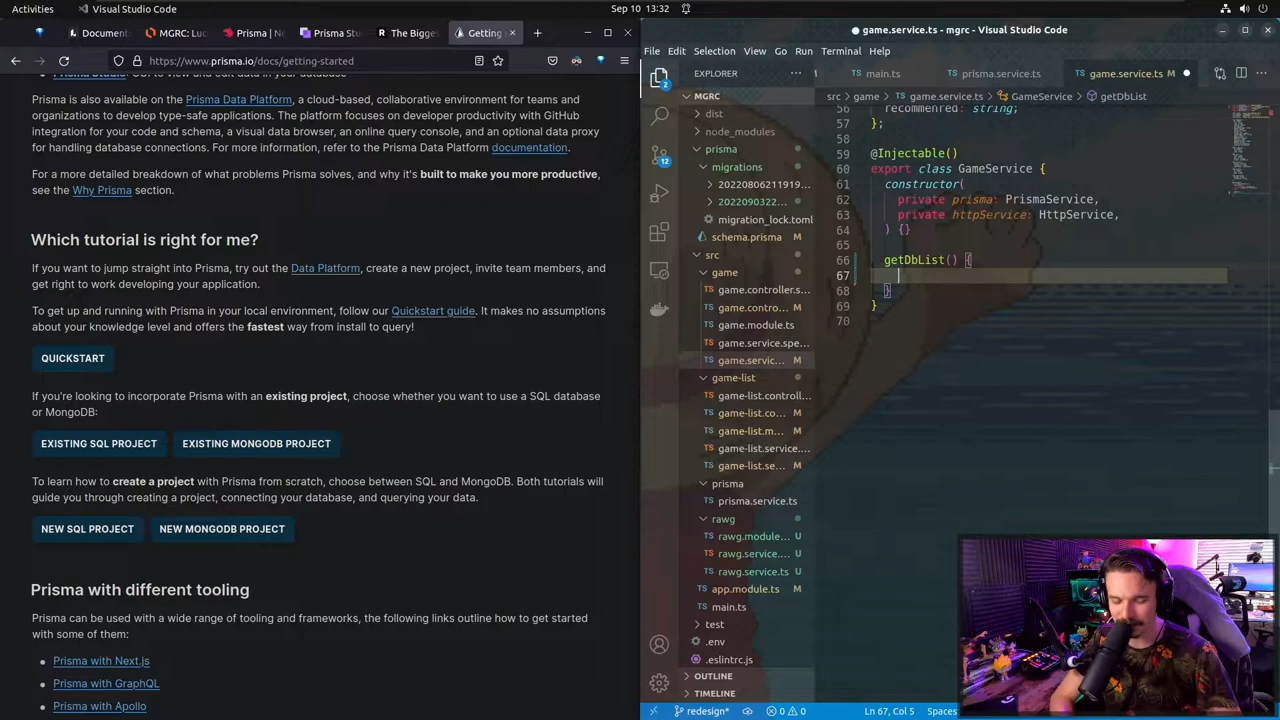 Activities
Visual Studio Code
Sep 10 13:32
Document:
MGRC: Luc
Prisma | Ne
Prisma Stu
The Bigges
Getting s
https://www.prisma.io/docs/getting-started
Prisma is also available on the Prisma Data Platform, a cloud-based, collaborative environment for teams and
organizations to develop type-safe applications. The platform focuses on developer productivity with GitHub
integration for your code and schema, a visual data browser, an online query console, and an optional data proxy
for handling database connections. For more information, refer to the Prisma Data Platform documentation.
For a more detailed breakdown of what problems Prisma solves, and why it's built to make you more productive,
see the Why Prisma section.
Which tutorial is right for me?
If you want to jump straight into Prisma, try out the Data Platform, create a new project, invite team members, and
get right to work developing your application.
To get up and running with Prisma in your local environment, follow our Quickstart guide. It makes no assumptions
about your knowledge level and offers the fastest way from install to query!
QUICKSTART
If you're looking to incorporate Prisma with an existing project, choose whether you want to use a SQL database
or MongoDB:
EXISTING SQL PROJECT
EXISTING MONGODB PROJECT
To learn how to create a project with Prisma from scratch, choose between SQL and MongoDB. Both tutorials will
guide you through creating a project, connecting your database, and querying your data.
NEW SQL PROJECT
NEW MONGODB PROJECT
Prisma with different tooling
Prisma can be used with a wide range of tooling and frameworks, the following links outline how to get started
with some of them:
Prisma with Next.js
Prisma with GraphQL
Prisma with Apollo
game.service.ts - mgrc - Visual Studio Code
File Edit Selection View Go Run Terminal Help
EXPLORER
main.ts
prisma.service.ts
game.service.ts M
src > game > game.service.ts > GameService > getDbList
2
12
MGRC
dist
node_modules
prisma
migrations
20220806211919...
2022090322...
migration_lock.toml
schema.prisma M
src
game
game.controller.s...
game.contro... M
game.module.ts
game.service.spe...
game.servic... M
game-list
game-list.controll...
game-list.co... M
game-list.m... M
game-list.service....
game-list.se... M
prisma
prisma.service.ts
rawg
rawg.module... U
rawg.service.... U
rawg.service.ts U
app.module.ts M
main.ts
test
.env
.eslintrc.js
OUTLINE
TIMELINE
56 string;
57 };
58
59 @Injectable()
60 export class GameService {
61 constructor(
62 private prisma: PrismaService,
63 private httpService: HttpService,
64 ) {}
65
66 getDbList() {
67
68 }
69 }
70
redesign*
0 0
Ln 67, Col 5